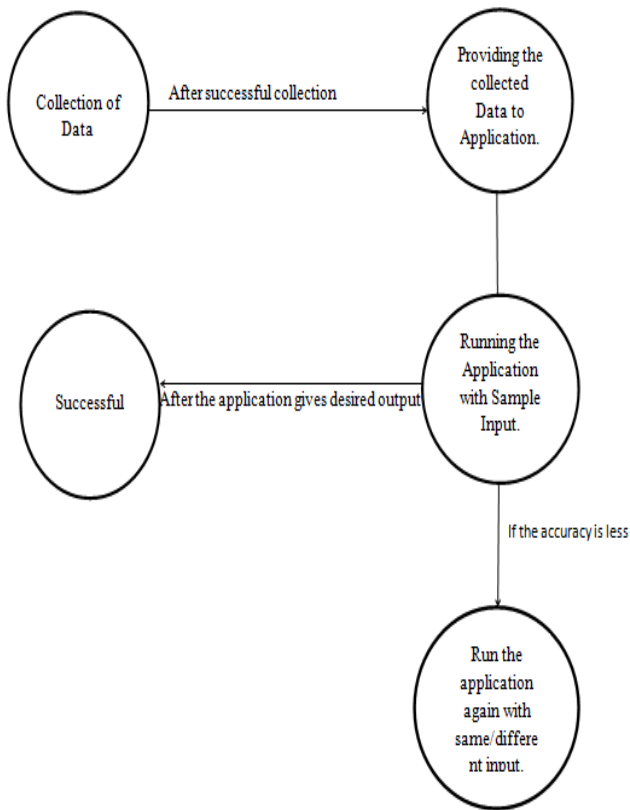 Collection of
Data
After successful collection
Providing the
collected
Data to
Application.
Running the
Application
with Sample
Input.
After the application gives desired output
Successful
If the accuracy is less
Run the
application
again with
same/differe
nt input.